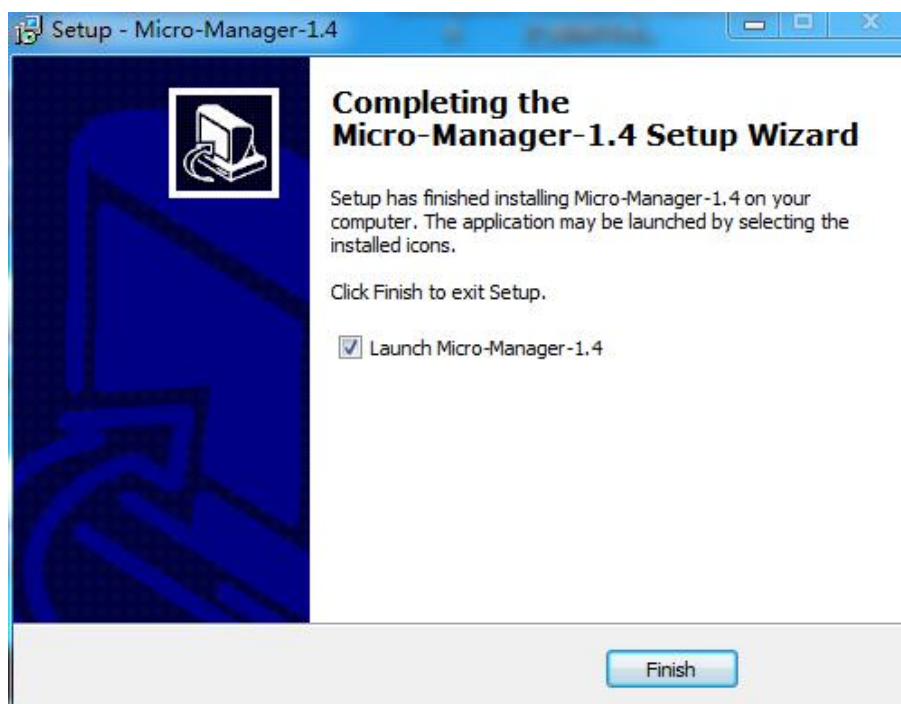 Setup - Micro-Manager-1.4
Completing the
Micro-Manager-1.4 Setup Wizard
Setup has finished installing Micro-Manager-1.4 on your
computer. The application may be launched by selecting the
installed icons.
Click Finish to exit Setup.
Launch Micro-Manager-1.4
Finish